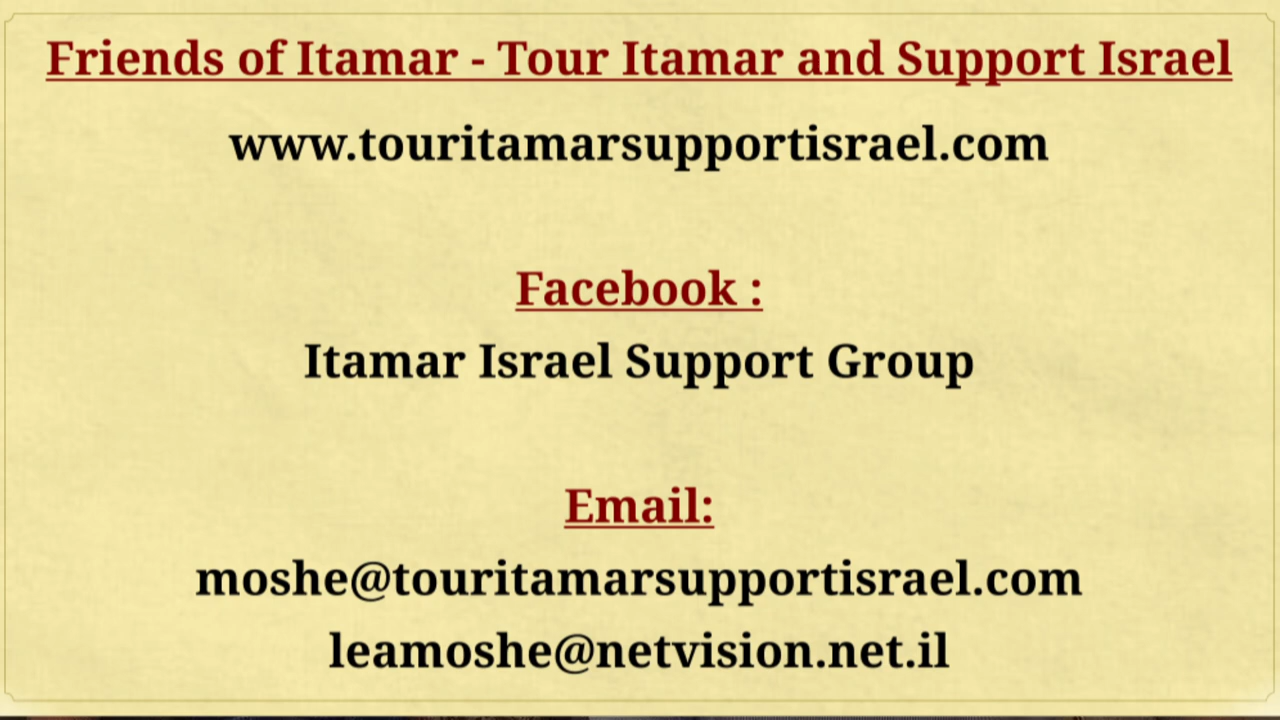 Friends of Itamar - Tour Itamar and Support Israel
www.touritamarsupportisrael.com
Facebook :
Itamar Israel Support Group
Email:
moshe@touritamarsupportisrael.com
leamoshe@netvision.net.il